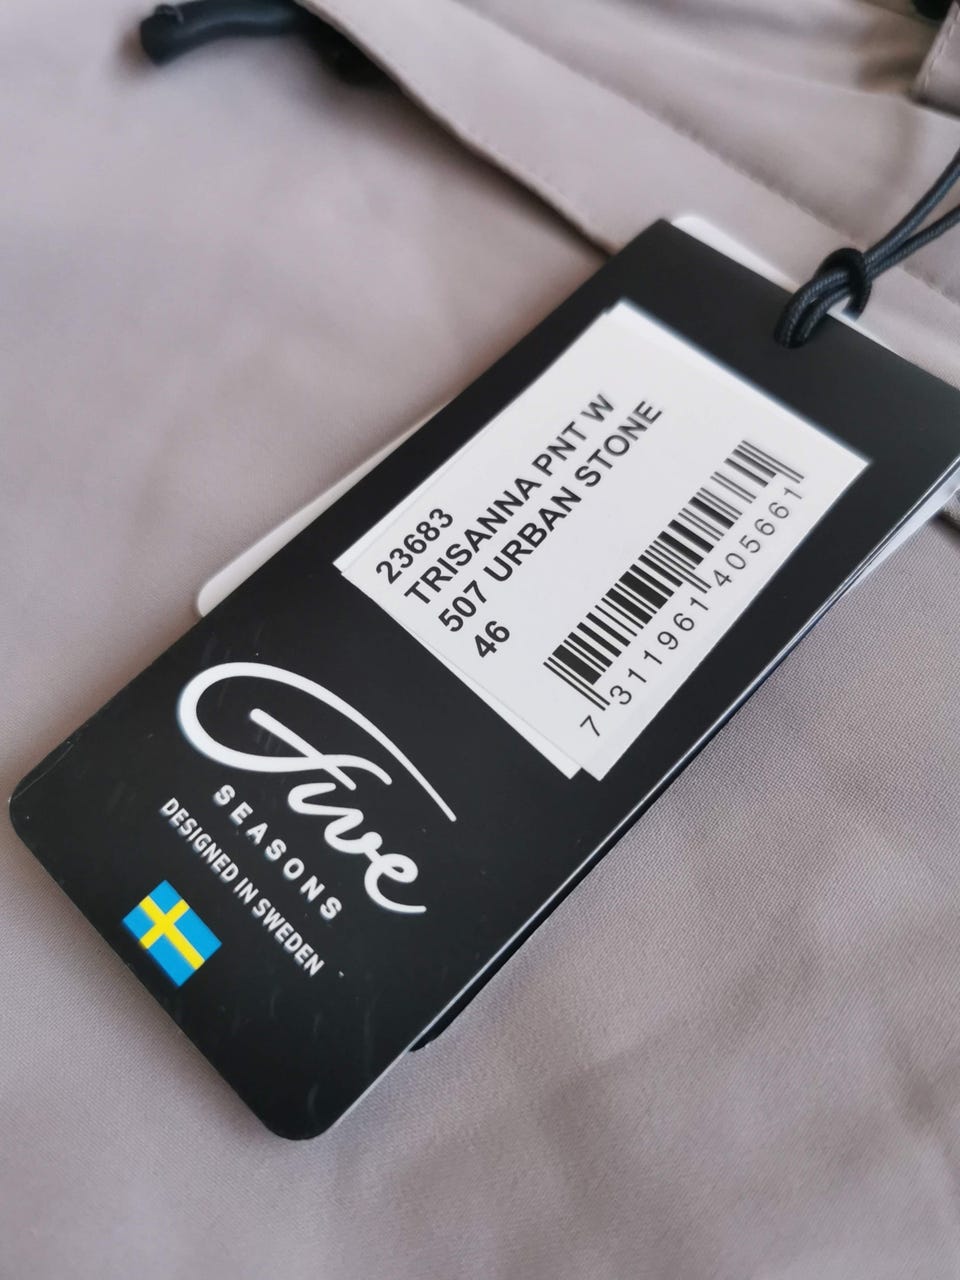 23683
TRISANNA PNT W
507 URBAN STONE
46
7 311961 405661
Five
SEASONS
DESIGNED IN SWEDEN